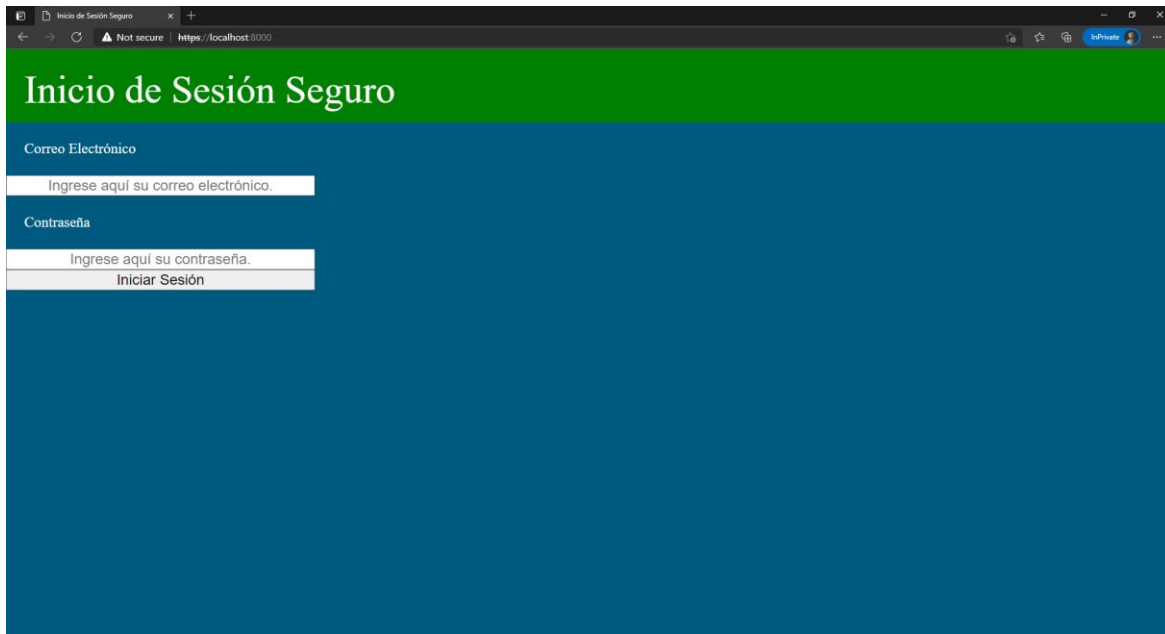 Inicio de Sesión Seguro
Not secure | https://localhost:8000
InPrivate
Inicio de Sesión Seguro
Correo Electrónico
Ingrese aquí su correo electrónico.
Contraseña
Ingrese aquí su contraseña.
Iniciar Sesión